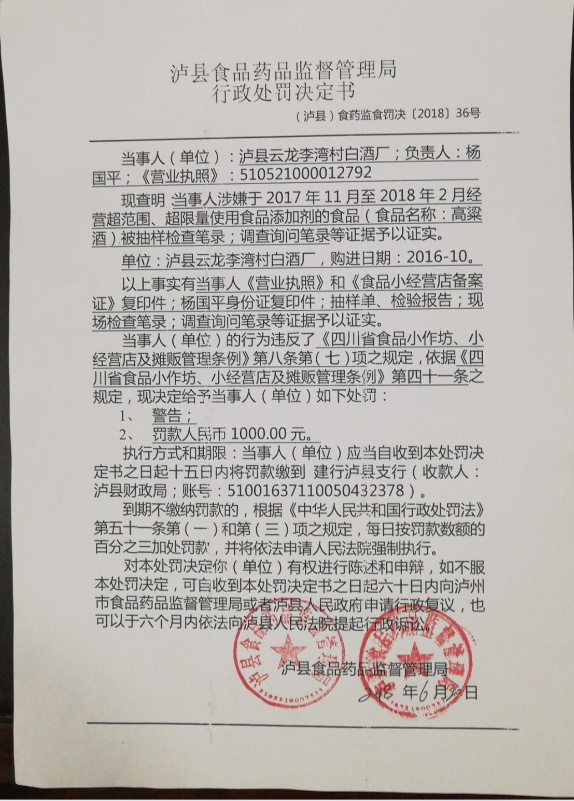 泸县食品药品监督管理局
行政处罚决定书
（泸县）食药监食罚决〔2018〕36号
当事人（单位）：泸县云龙李湾村白酒厂；负责人：杨
国平；《营业执照》：510521000012792
现查明:当事人涉嫌于2017年11月至2018年2月经
营超范围、超限量使用食品添加剂的食品（食品名称：高粱
酒）被抽样检查笔录；调查询问笔录等证据予以证实。
单位：泸县云龙李湾村白酒厂，购进日期：2016-10。
以上事实有当事人《营业执照》和《食品小经营店备案
证》复印件；杨国平身份证复印件；抽样单、检验报告；现
场检查笔录；调查询问笔录等证据予以证实。
当事人（单位）的行为违反了《四川省食品小作坊、小
经营店及摊贩管理条例》第八条第（七）项之规定，依据《四
川省食品小作坊、小经营店及摊贩管理条例》第四十一条之
规定，现决定给予当事人（单位）如下处罚：
1、 警告；
2、 罚款人民币1000.00元。
执行方式和期限：当事人（单位）应当自收到本处罚决
定书之日起十五日内将罚款缴到 建行泸县支行（收款人：
泸县财政局；账号：51001637110050432378）。
到期不缴纳罚款的，根据《中华人民共和国行政处罚法》
第五十一条第（一）和第（三）项之规定，每日按罚款数额的
百分之三加处罚款，并将依法申请人民法院强制执行。
对本处罚决定你（单位）有权进行陈述和申辩，如不服
本处罚决定，可自收到本处罚决定书之日起六十日内向泸州
市食品药品监督管理局或者泸县人民政府申请行政复议，也
可以于六个月内依法向泸县人民法院提起行政诉讼。
泸县食品药品监督管理局
2018年6月20日